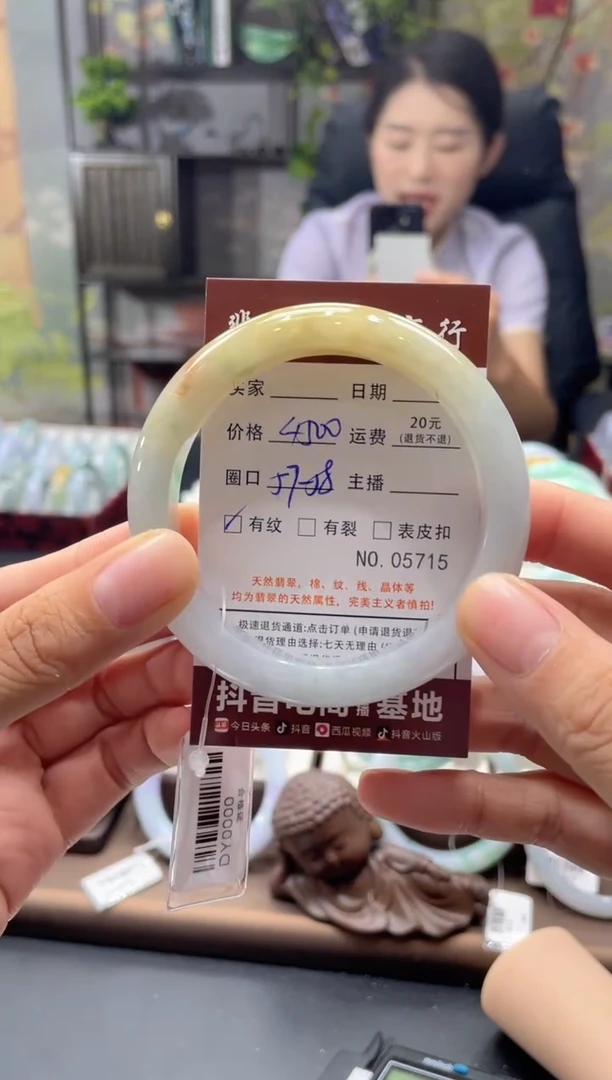 行
买家 日期
价格 4500 运费 20元
(退货不退)
圈口 57-58 主播
有纹 有裂 表皮扣
NO.05715
天然翡翠，棉、纹、线、晶体等
均为翡翠的天然属性，完美主义者慎拍！
极速退货通道:点击订单(申请退货退
退货理由选择:七天无理由
抖音电商 播 基地
今日头条 抖音 西瓜视频 抖音火山版
DY0000